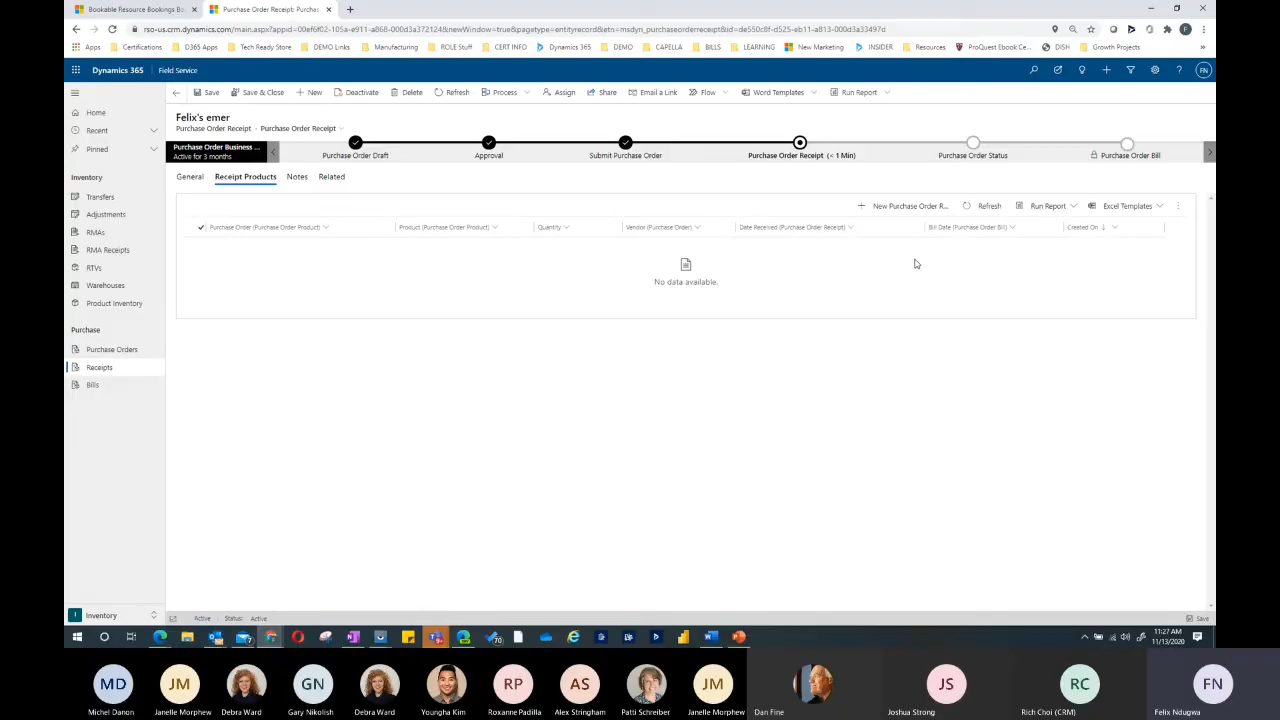 Bookable Resource Bookings Bo...
Purchase Order Receipt: Purchas
rso-us.crm.dynamics.com/main.aspx?appid=00ef6f02-105a-e911-a868-000d3a372124&newWindow=true&pagetype=entityrecord&etn=msdyn_purchaseorderreceipt&id=de550c8f-d525-eb11-a813-000d3a33497d
Apps Certifications D365 Apps Tech Ready Store DEMO Links Manufacturing ROLE Stuff CERT INFO Dynamics 365 DEMO CAPELLA BILLS LEARNING New Marketing INSIDER Resources ProQuest Ebook Ce... DISH Growth Projects
Dynamics 365 Field Service FN
Save Save & Close New Deactivate Delete Refresh Process Assign Share Email a Link Flow Word Templates Run Report
Home
Recent
Pinned
Inventory
Transfers
Adjustments
RMAs
RMA Receipts
RTVs
Warehouses
Product Inventory
Purchase
Purchase Orders
Receipts
Bills
Inventory
Felix's emer
Purchase Order Receipt · Purchase Order Receipt
Purchase Order Business ...
Active for 3 months
Purchase Order Draft Approval Submit Purchase Order Purchase Order Receipt (< 1 Min) Purchase Order Status Purchase Order Bill
General Receipt Products Notes Related
New Purchase Order R... Refresh Run Report Excel Templates
Purchase Order (Purchase Order Product) Product (Purchase Order Product) Quantity Vendor (Purchase Order) Date Received (Purchase Order Receipt) Bill Date (Purchase Order Bill) Created On
No data available.
Active Status: Active Save
11:27 AM
11/13/2020
MD JM GN RP AS JM JS RC FN
Michel Danon Janelle Morphew Debra Ward Gary Nikolish Debra Ward Youngha Kim Roxanne Padilla Alex Stringham Patti Schreiber Janelle Morphew Dan Fine Joshua Strong Rich Choi (CRM) Felix Ndugwa